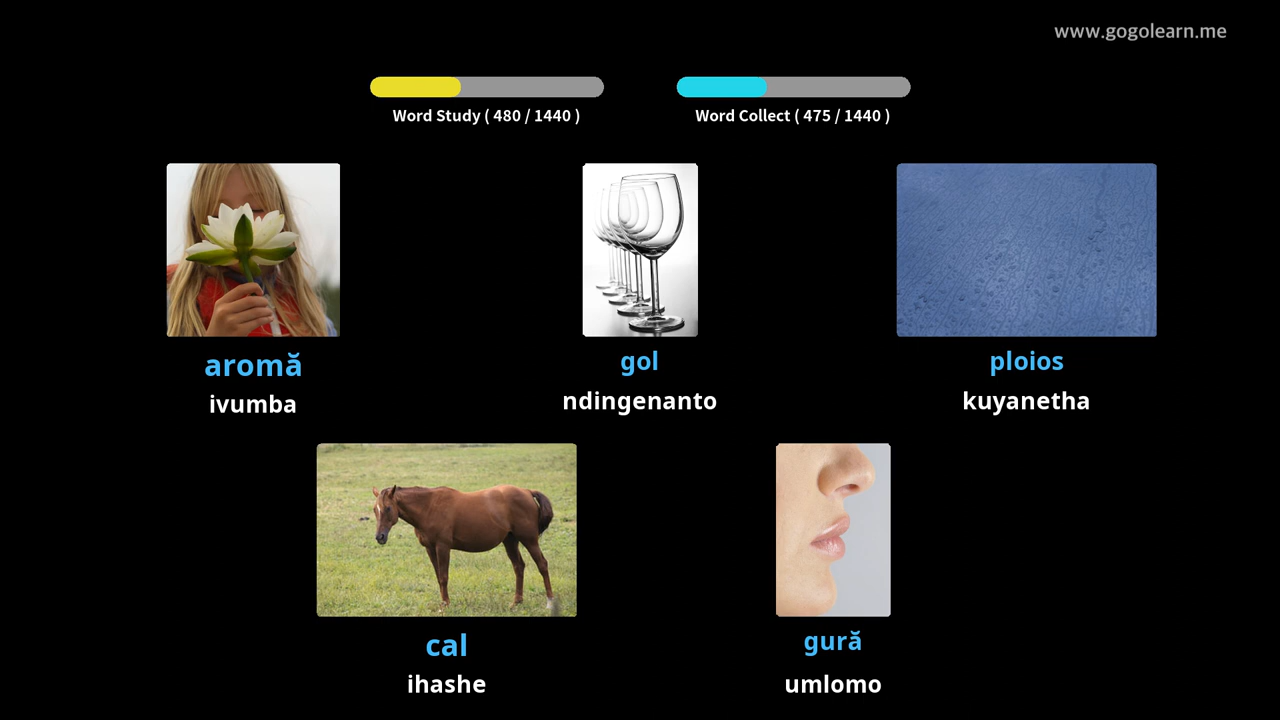 www.gogolearn.me
Word Study ( 480 / 1440 )
Word Collect ( 475 / 1440 )
aromă
ivumba
gol
ndingenanto
ploios
kuyanetha
cal
ihashe
gură
umlomo